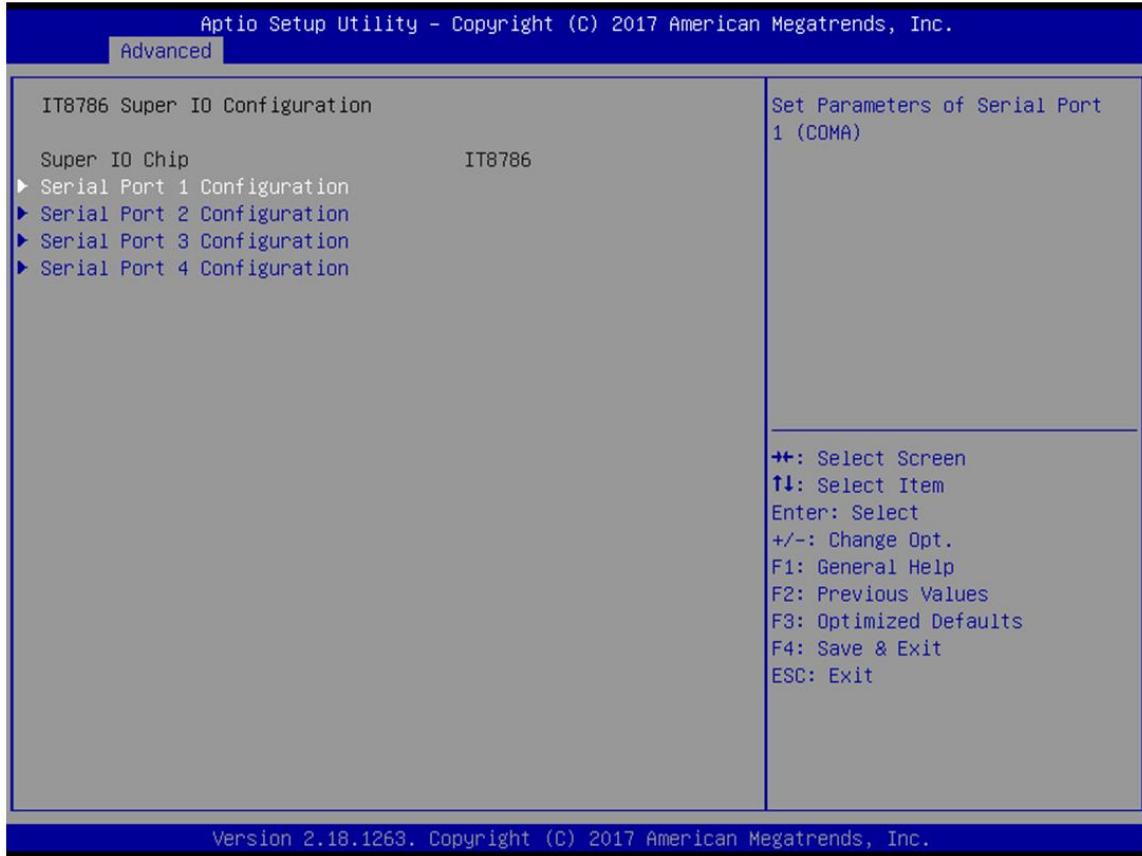 Aptio Setup Utility – Copyright (C) 2017 American Megatrends, Inc.
Advanced
IT8786 Super IO Configuration
Super IO Chip IT8786
▶ Serial Port 1 Configuration
▶ Serial Port 2 Configuration
▶ Serial Port 3 Configuration
▶ Serial Port 4 Configuration
Set Parameters of Serial Port
1 (COMA)
→←: Select Screen
↑↓: Select Item
Enter: Select
+/-: Change Opt.
F1: General Help
F2: Previous Values
F3: Optimized Defaults
F4: Save & Exit
ESC: Exit
Version 2.18.1263. Copyright (C) 2017 American Megatrends, Inc.